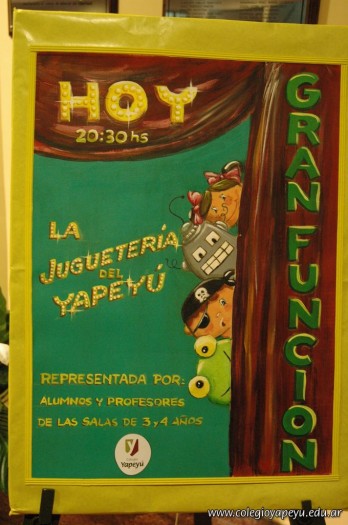 HOY
20:30 hs
GRAN FUNCION
LA
JUGUETERÍA
DEL
YAPEYÚ
REPRESENTADA POR:
ALUMNOS Y PROFESORES
DE LAS SALAS DE 3 Y 4 AÑOS
Yapeyú
www.colegioyapeyu.edu.ar